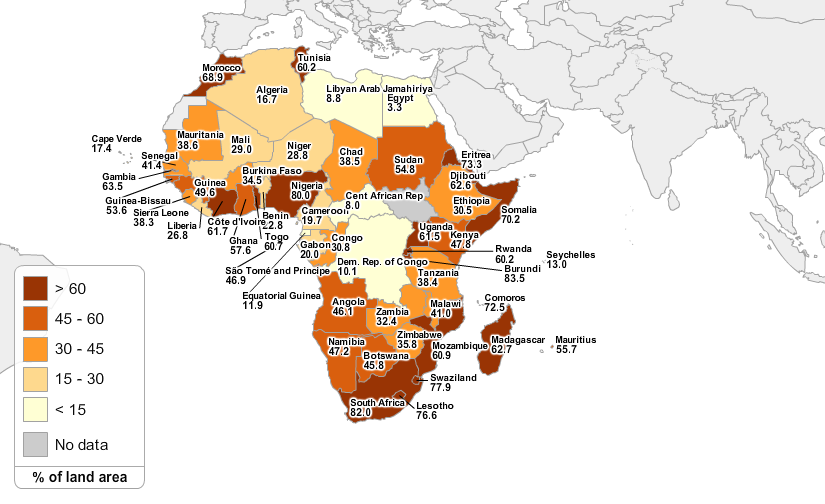 Morocco
68.9
Tunisia
60.2
Algeria
16.7
Libyan Arab Jamahiriya
8.8
Egypt
3.3
Cape Verde
17.4
Mauritania
38.6
Mali
29.0
Niger
28.8
Chad
38.5
Sudan
54.8
Eritrea
73.3
Senegal
41.4
Gambia
63.5
Guinea-Bissau
53.6
Guinea
49.6
Sierra Leone
38.3
Liberia
26.8
Côte d'Ivoire
61.7
Burkina Faso
34.5
Ghana
57.6
Togo
60.7
Benin
22.8
Nigeria
80.0
Cameroon
19.7
Cent African Rep
8.0
Djibouti
62.6
Ethiopia
30.5
Somalia
70.2
Uganda
61.5
Kenya
47.8
Rwanda
60.2
Burundi
83.5
Seychelles
13.0
Gabon
20.0
Congo
30.8
Dem. Rep. of Congo
10.1
São Tomé and Principe
46.9
Equatorial Guinea
11.9
Tanzania
38.4
Comoros
72.5
Angola
46.1
Zambia
32.4
Malawi
41.0
Zimbabwe
35.8
Mozambique
60.9
Madagascar
62.7
Mauritius
55.7
Namibia
47.2
Botswana
45.8
Swaziland
77.9
South Africa
82.0
Lesotho
76.6
> 60
45 - 60
30 - 45
15 - 30
< 15
No data
% of land area